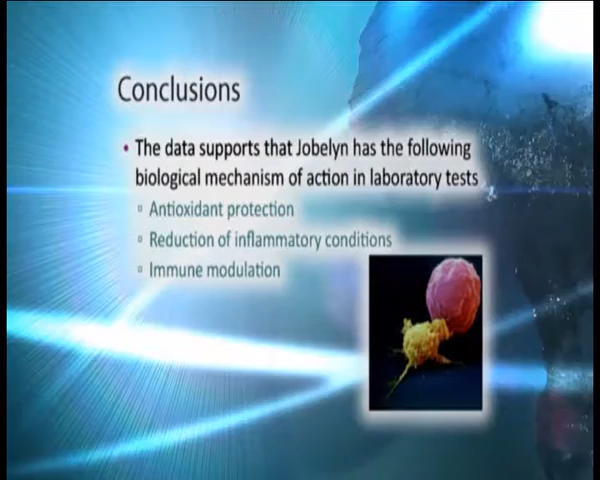 Conclusions
• The data supports that Jobelyn has the following
biological mechanism of action in laboratory tests
▫ Antioxidant protection
▫ Reduction of inflammatory conditions
▫ Immune modulation